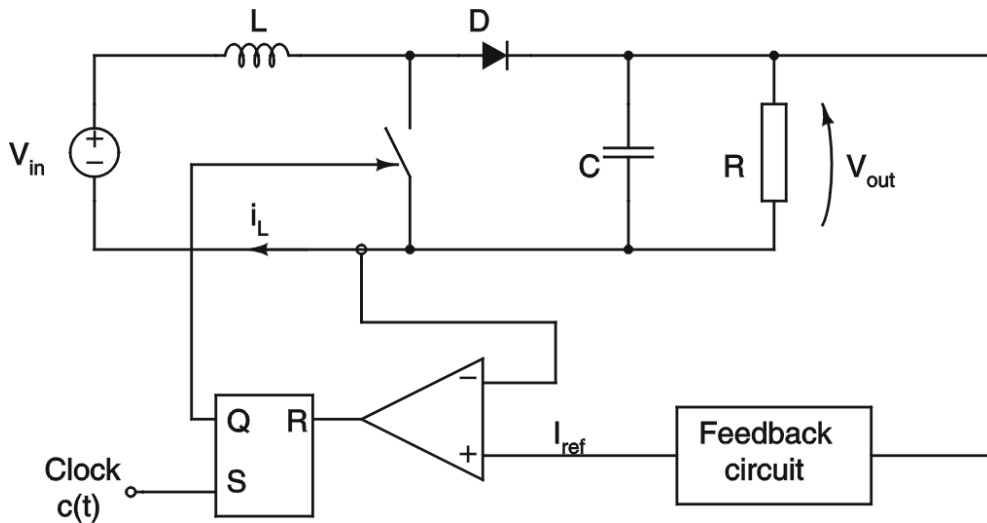 L
D
+
−
V_in
C
R
V_out
i_L
−
+
Q
R
S
I_ref
Feedback
circuit
Clock
c(t)